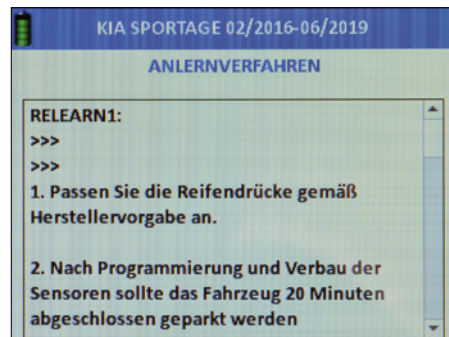 KIA SPORTAGE 02/2016-06/2019
ANLERNVERFAHREN
RELEARN1:
>>>
>>>
1. Passen Sie die Reifendrücke gemäß
Herstellervorgabe an.
2. Nach Programmierung und Verbau der
Sensoren sollte das Fahrzeug 20 Minuten
abgeschlossen geparkt werden